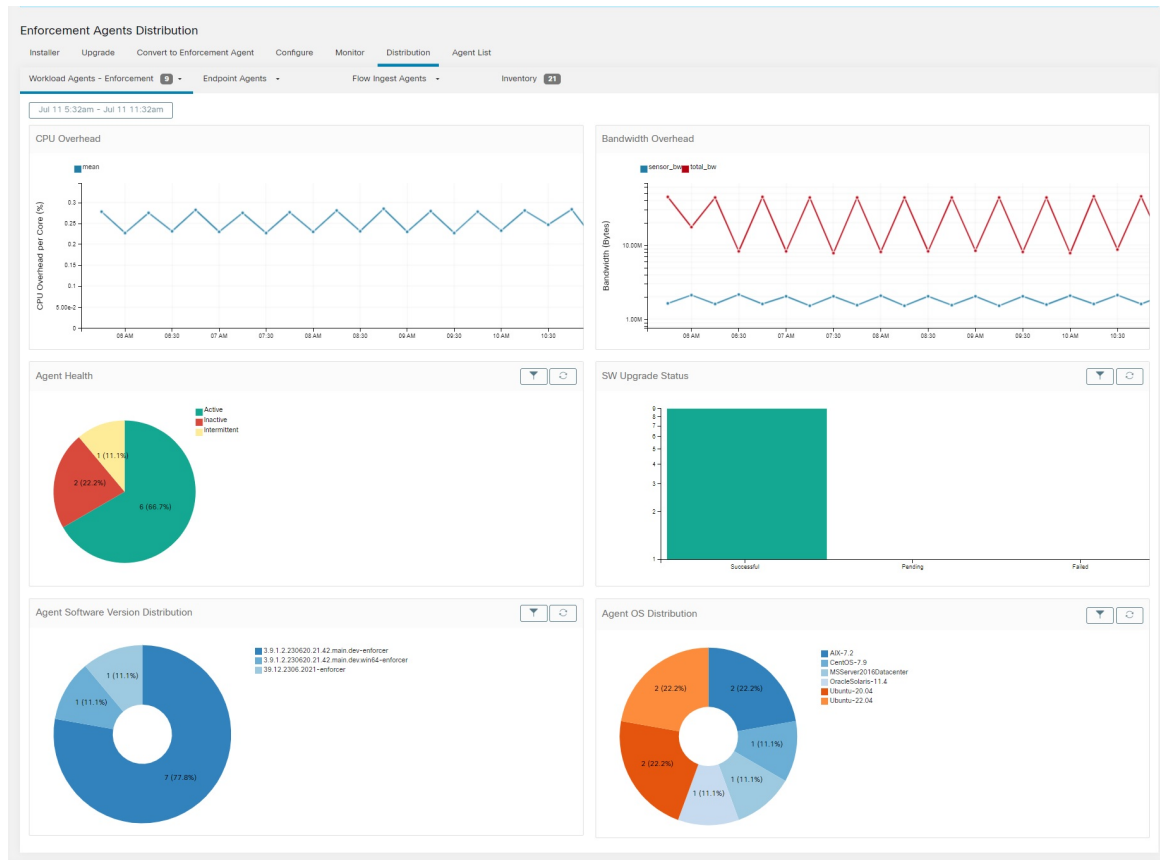 Enforcement Agents Distribution
Installer Upgrade Convert to Enforcement Agent Configure Monitor Distribution Agent List
Workload Agents - Enforcement 9 Endpoint Agents Flow Ingest Agents Inventory 21
Jul 11 5:32am - Jul 11 11:32am
CPU Overhead
mean
CPU Overhead per Core (%)
0.3
0.25
0.2
0.15
0.1
5.00e-2
0
06 AM 06:30 07 AM 07:30 08 AM 08:30 09 AM 09:30 10 AM 10:30
Bandwidth Overhead
sensor_bw total_bw
Bandwidth (Bytes)
10.00M
1.00M
06 AM 06:30 07 AM 07:30 08 AM 08:30 09 AM 09:30 10 AM 10:30
Agent Health
Active
Inactive
Intermittent
1 (11.1%)
2 (22.2%)
6 (66.7%)
SW Upgrade Status
9
8
7
6
5
4
3
2
1
Successful Pending Failed
Agent Software Version Distribution
3.9.1.2.230620.21.42.main.dev-enforcer
3.9.1.2.230620.21.42.main.dev.win64-enforcer
39.12.2306.2021-enforcer
1 (11.1%)
1 (11.1%)
7 (77.8%)
Agent OS Distribution
AIX-7.2
CentOS-7.9
MSServer2016Datacenter
OracleSolaris-11.4
Ubuntu-20.04
Ubuntu-22.04
2 (22.2%) 2 (22.2%)
1 (11.1%)
2 (22.2%)
1 (11.1%)
1 (11.1%)